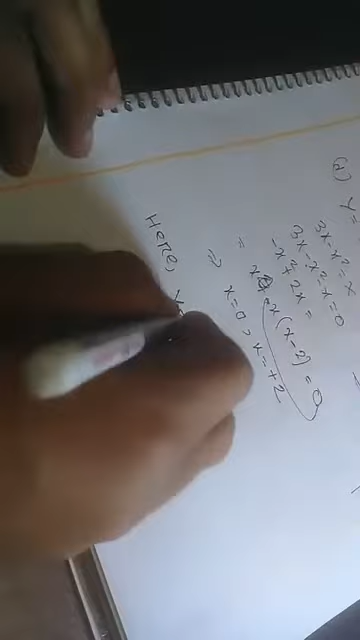 (d) y =
3x - x² = x
3x - x² - x = 0
- x² + 2x =
= x (x - 2) = 0
⇒ x = 0, x = + 2
Here,